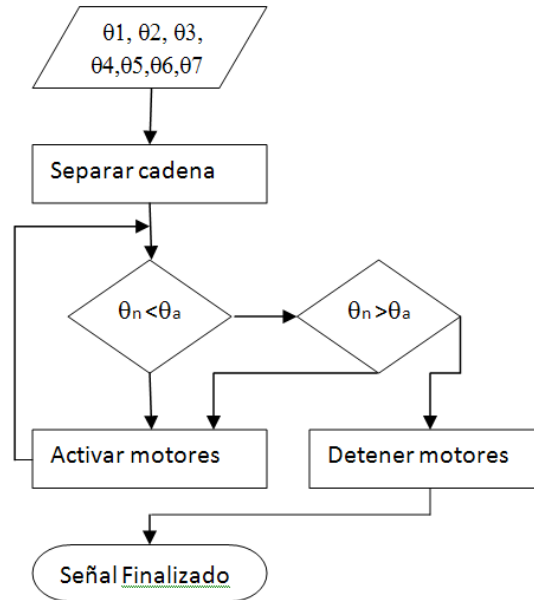 θ1, θ2, θ3,
θ4,θ5,θ6,θ7
Separar cadena
θn <θa
θn >θa
Activar motores
Detener motores
Señal Finalizado